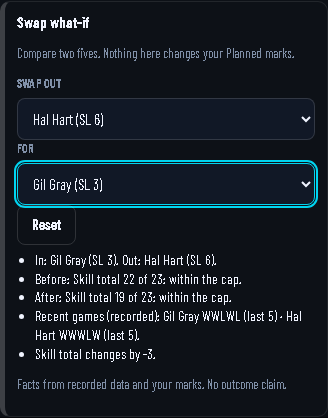 Swap what-if
Compare two fives. Nothing here changes your Planned marks.
SWAP OUT
Hal Hart (SL 6)
FOR
Gil Gray (SL 3)
Reset
• In: Gil Gray (SL 3). Out: Hal Hart (SL 6).
• Before: Skill total 22 of 23; within the cap.
• After: Skill total 19 of 23; within the cap.
• Recent games (recorded): Gil Gray WWLWL (last 5) · Hal
Hart WWWLW (last 5).
• Skill total changes by -3.
Facts from recorded data and your marks. No outcome claim.